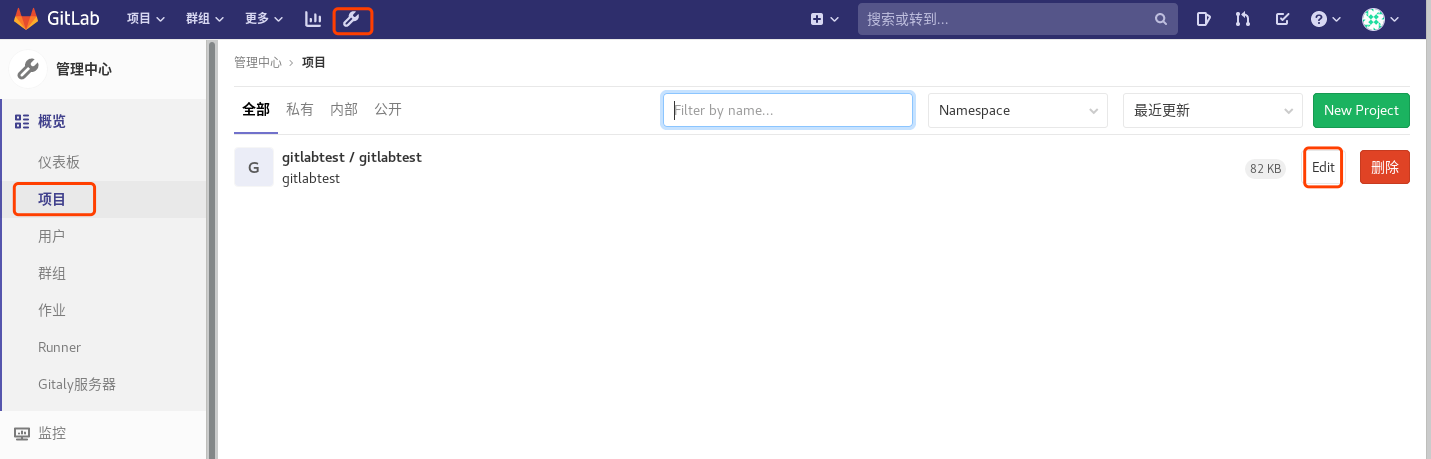 GitLab 项目 群组 更多 搜索或转到...
管理中心
概览
仪表板
项目
用户
群组
作业
Runner
Gitaly服务器
监控
管理中心 › 项目
全部 私有 内部 公开 Filter by name... Namespace 最近更新 New Project
G gitlabtest / gitlabtest 82 KB Edit 删除
gitlabtest